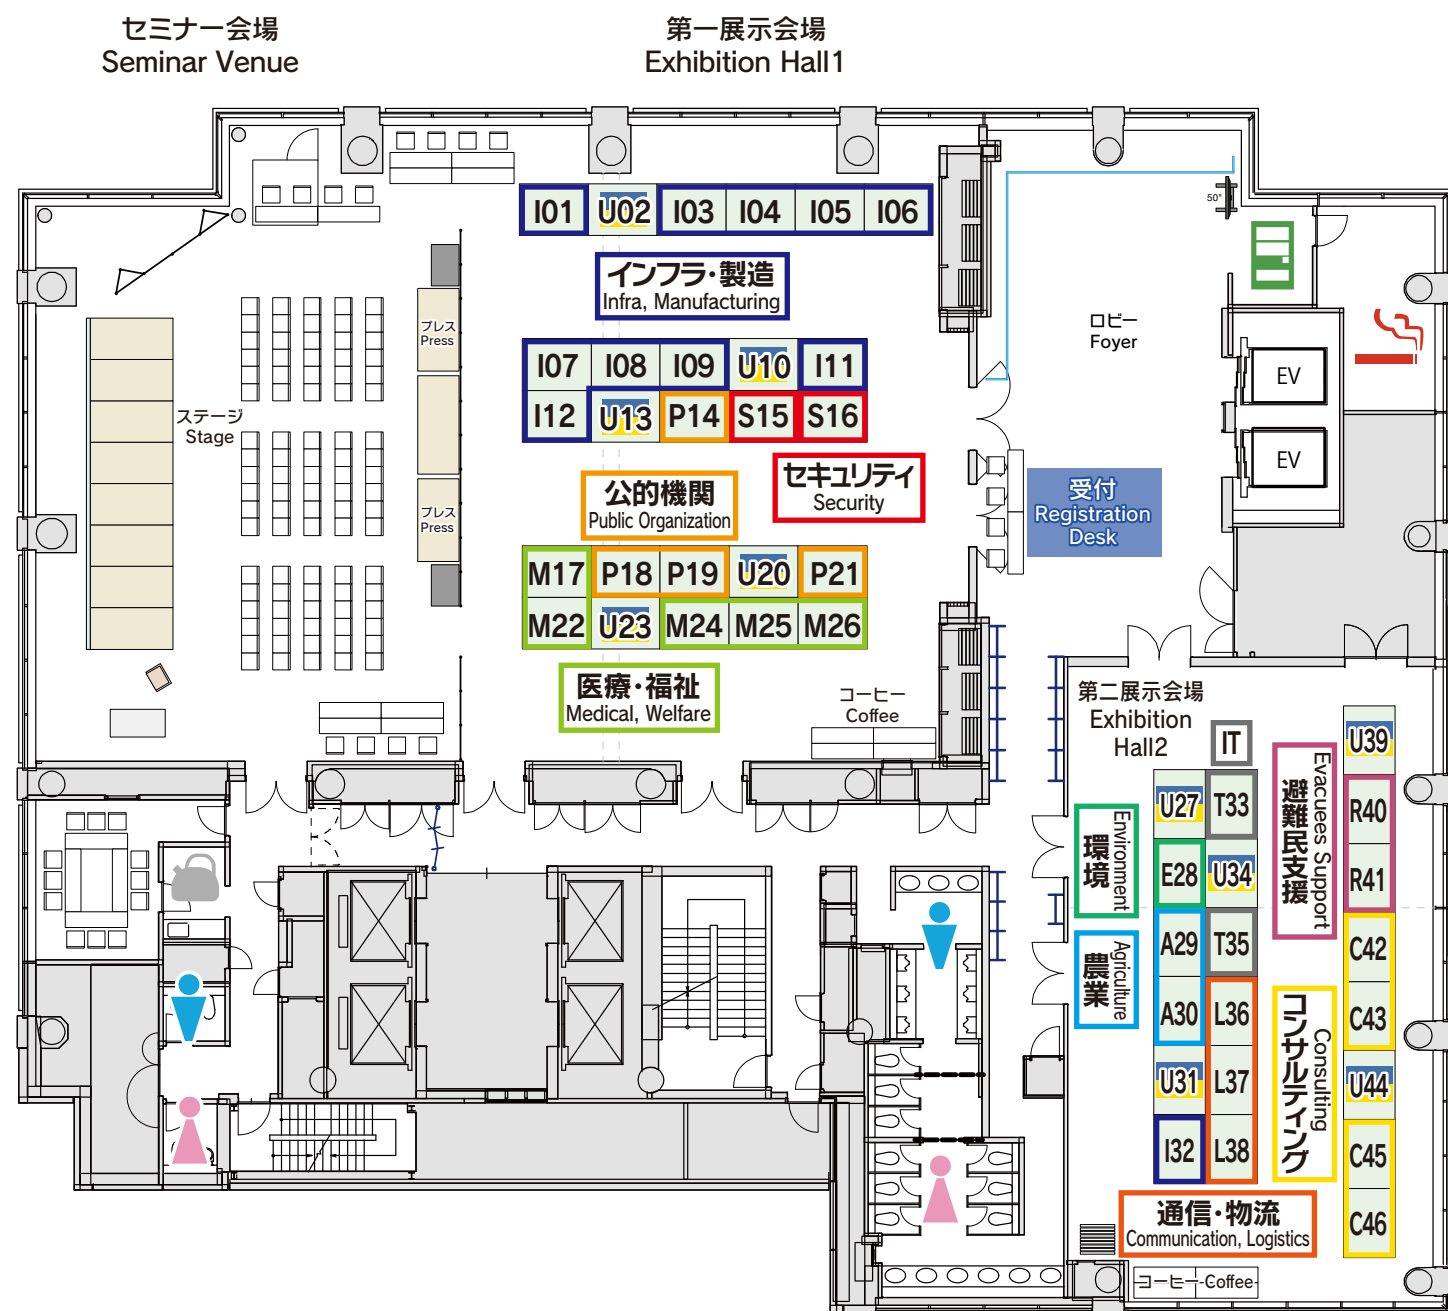 セミナー会場
Seminar Venue
第一展示会場
Exhibition Hall1
I01
U02
I03
I04
I05
I06
インフラ・製造
Infra, Manufacturing
50"
ロビー
Foyer
EV
EV
プレス
Press
ステージ
Stage
プレス
Press
I07
I08
I09
U10
I11
I12
U13
P14
S15
S16
セキュリティ
Security
公的機関
Public Organization
受付
Registration
Desk
M17
P18
P19
U20
P21
M22
U23
M24
M25
M26
医療・福祉
Medical, Welfare
コーヒー
Coffee
第二展示会場
Exhibition
Hall2
IT
U27
T33
E28
U34
A29
T35
A30
L36
U31
L37
I32
L38
環境
Environment
農業
Agriculture
避難民支援
Evacuees Support
コンサルティング
Consulting
U39
R40
R41
C42
C43
U44
C45
C46
通信・物流
Communication, Logistics
コーヒー Coffee